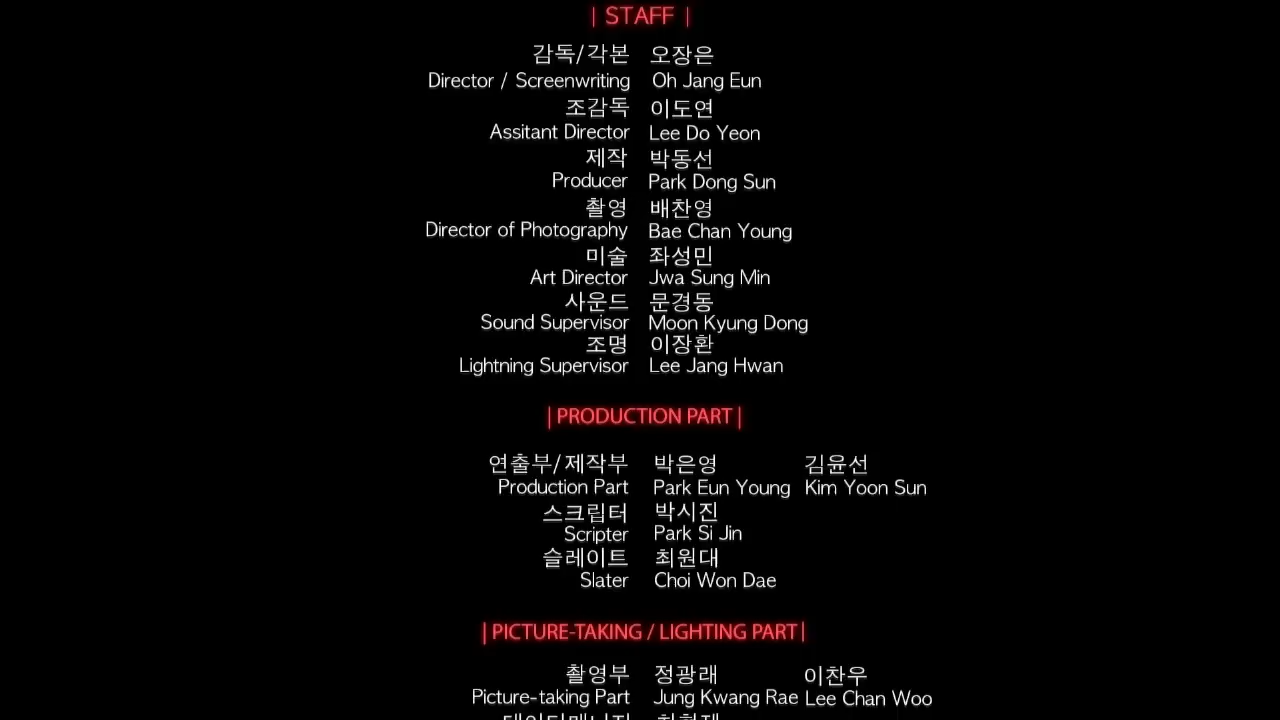 | STAFF |
감독/각본 오장은
Director / Screenwriting Oh Jang Eun
조감독 이도연
Assitant Director Lee Do Yeon
제작 박동선
Producer Park Dong Sun
촬영 배찬영
Director of Photography Bae Chan Young
미술 좌성민
Art Director Jwa Sung Min
사운드 문경동
Sound Supervisor Moon Kyung Dong
조명 이장환
Lightning Supervisor Lee Jang Hwan
| PRODUCTION PART |
연출부/제작부 박은영 김윤선
Production Part Park Eun Young Kim Yoon Sun
스크립터 박시진
Scripter Park Si Jin
슬레이트 최원대
Slater Choi Won Dae
| PICTURE-TAKING / LIGHTING PART |
촬영부 정광래 이찬우
Picture-taking Part Jung Kwang Rae Lee Chan Woo